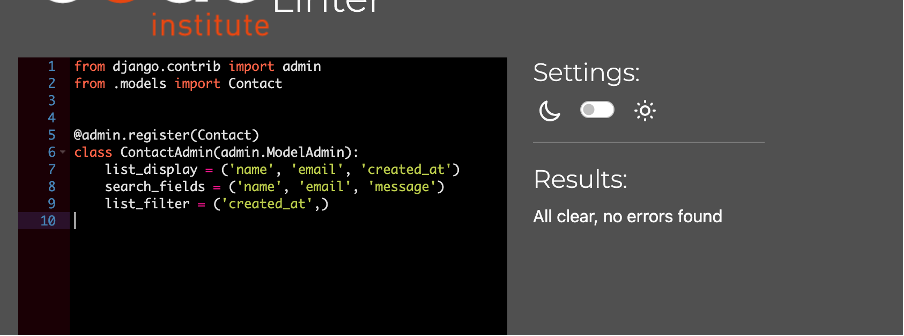 Linter
institute
1 from django.contrib import admin
2 from .models import Contact
3
4
5 @admin.register(Contact)
6 class ContactAdmin(admin.ModelAdmin):
7     list_display = ('name', 'email', 'created_at')
8     search_fields = ('name', 'email', 'message')
9     list_filter = ('created_at',)
10
Settings:
Results:
All clear, no errors found